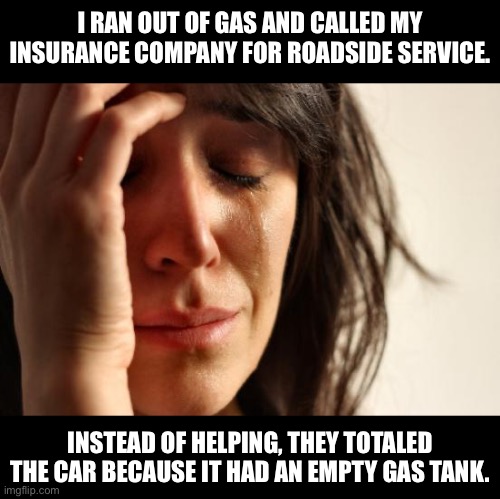 I RAN OUT OF GAS AND CALLED MY
INSURANCE COMPANY FOR ROADSIDE SERVICE.
INSTEAD OF HELPING, THEY TOTALED
THE CAR BECAUSE IT HAD AN EMPTY GAS TANK.
imgflip.com